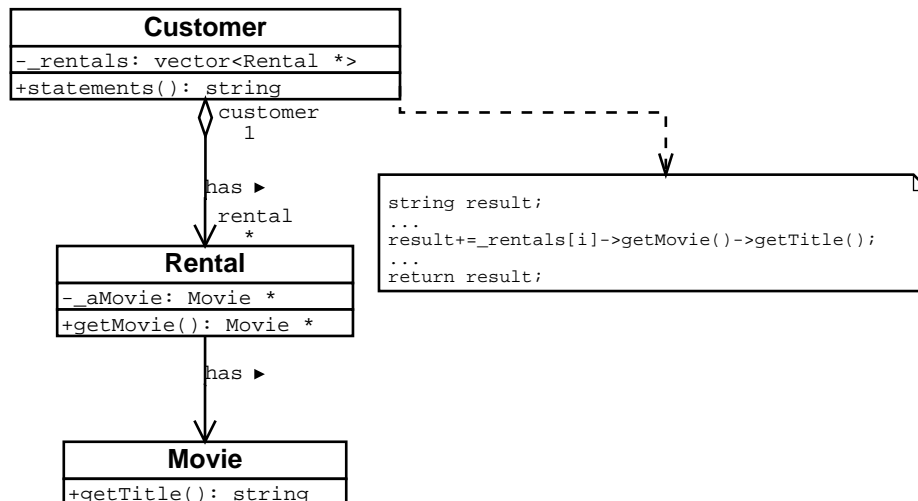 Customer
-_rentals: vector<Rental *>
+statements(): string
customer
1
has ►
rental
*
string result;
...
result+=_rentals[i]->getMovie()->getTitle();
...
return result;
Rental
-_aMovie: Movie *
+getMovie(): Movie *
has ►
Movie
+getTitle(): string